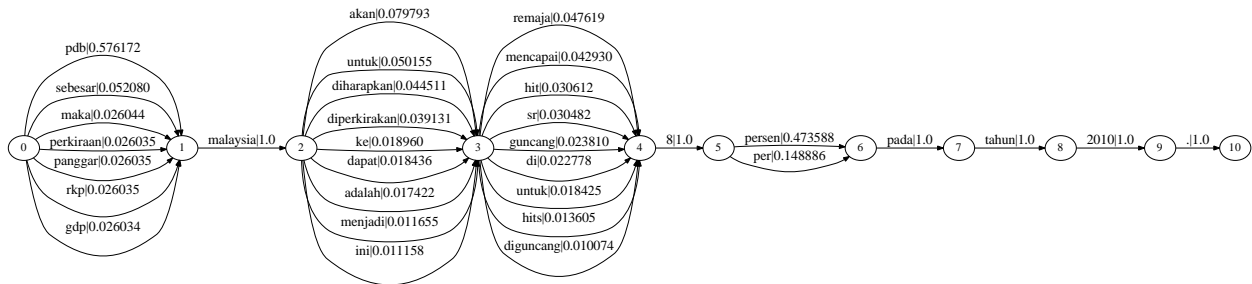 0
pdb|0.576172
sebesar|0.052080
maka|0.026044
perkiraan|0.026035
panggar|0.026035
rkp|0.026035
gdp|0.026034
1
malaysia|1.0
2
akan|0.079793
untuk|0.050155
diharapkan|0.044511
diperkirakan|0.039131
ke|0.018960
dapat|0.018436
adalah|0.017422
menjadi|0.011655
ini|0.011158
3
remaja|0.047619
mencapai|0.042930
hit|0.030612
sr|0.030482
guncang|0.023810
di|0.022778
untuk|0.018425
hits|0.013605
diguncang|0.010074
4
8|1.0
5
persen|0.473588
per|0.148886
6
pada|1.0
7
tahun|1.0
8
2010|1.0
9
.|1.0
10